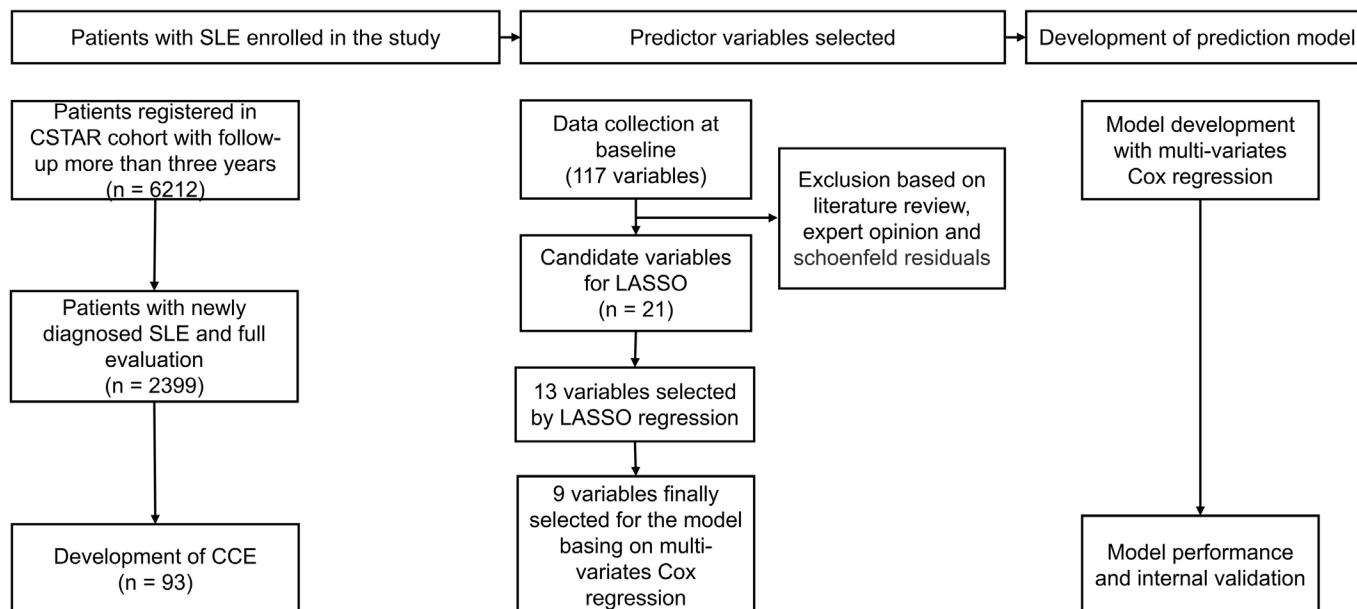 Patients with SLE enrolled in the study
Predictor variables selected
Development of prediction model
Patients registered in
CSTAR cohort with follow-
up more than three years
(n = 6212)
Patients with newly
diagnosed SLE and full
evaluation
(n = 2399)
Development of CCE
(n = 93)
Data collection at
baseline
(117 variables)
Exclusion based on
literature review,
expert opinion and
schoenfeld residuals
Candidate variables
for LASSO
(n = 21)
13 variables selected
by LASSO regression
9 variables finally
selected for the model
basing on multi-
variates Cox
regression
Model development
with multi-variates
Cox regression
Model performance
and internal validation